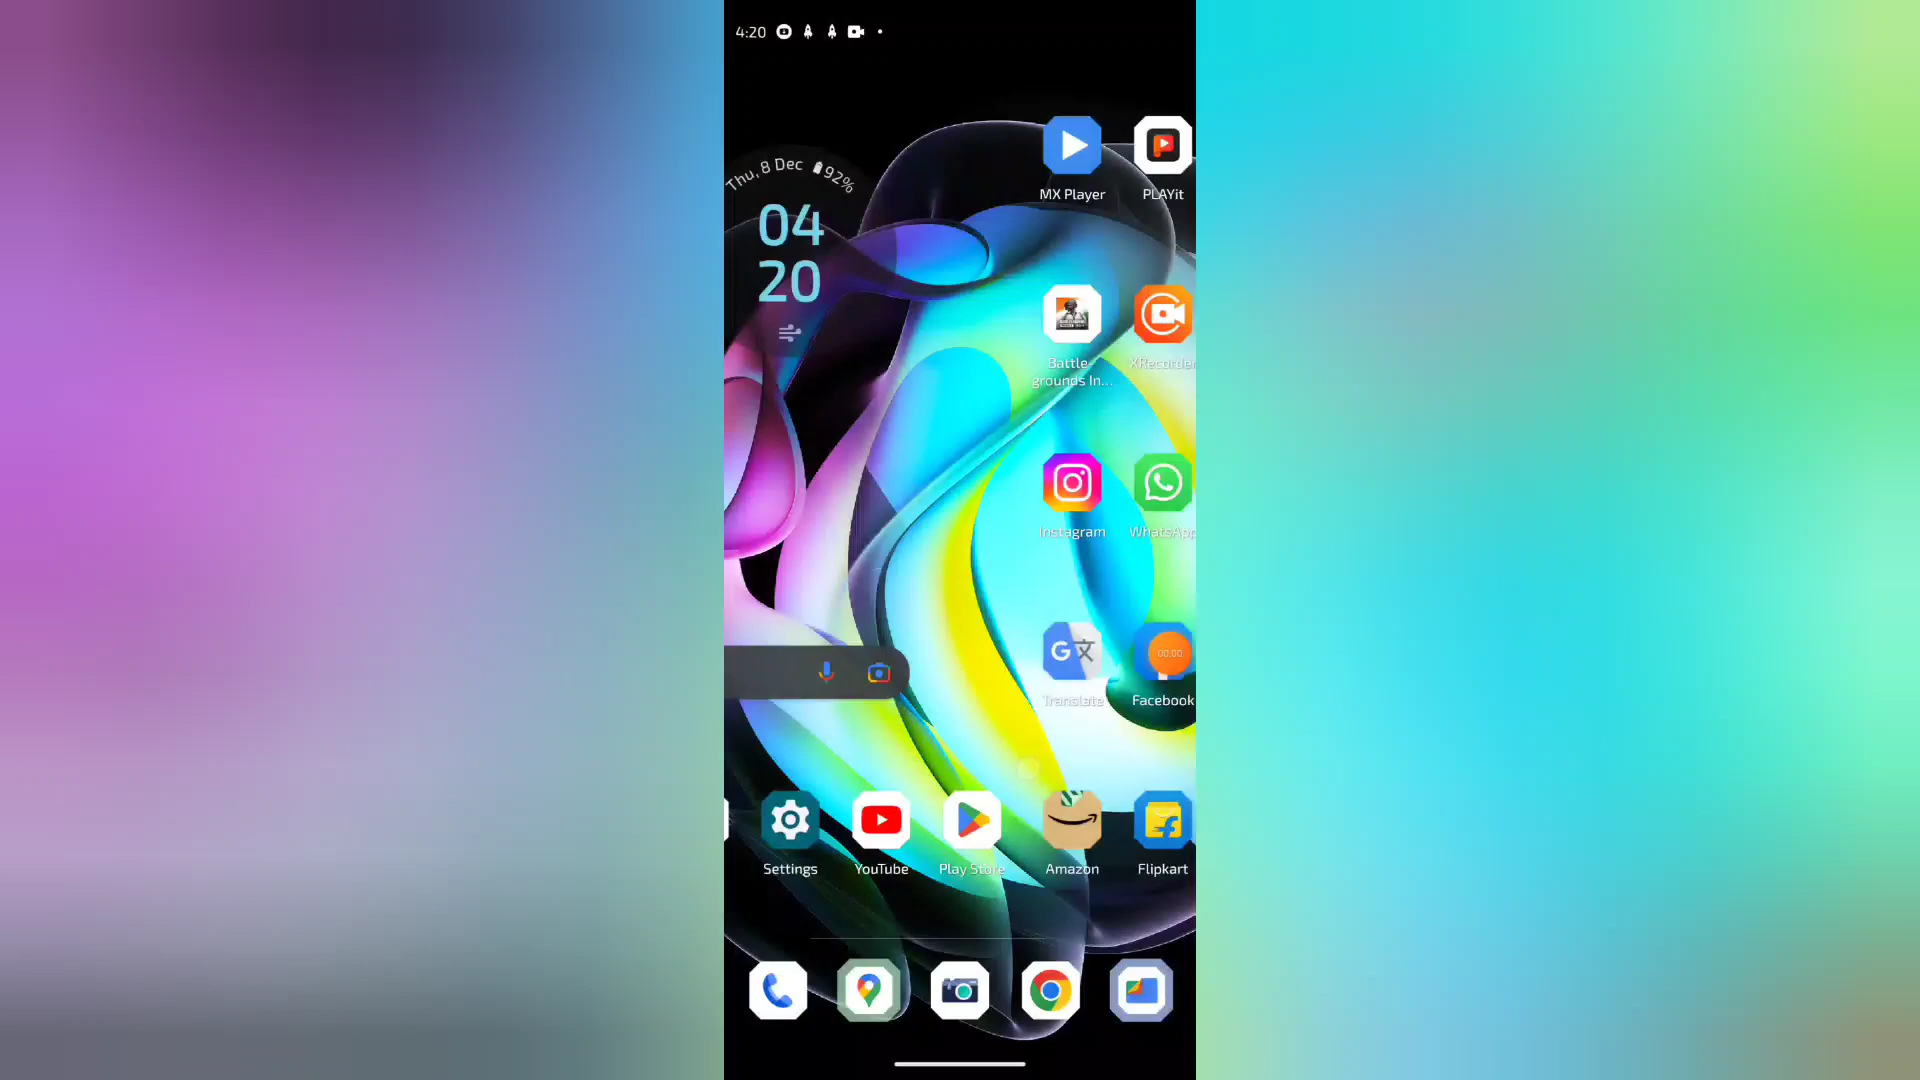 4:20
Thu, 8 Dec 92%
04
20
MX Player
PLAYit
Battle
grounds In...
XRecorder
Instagram
WhatsApp
Translate
00:00
Facebook
Settings
YouTube
Play Store
Amazon
Flipkart